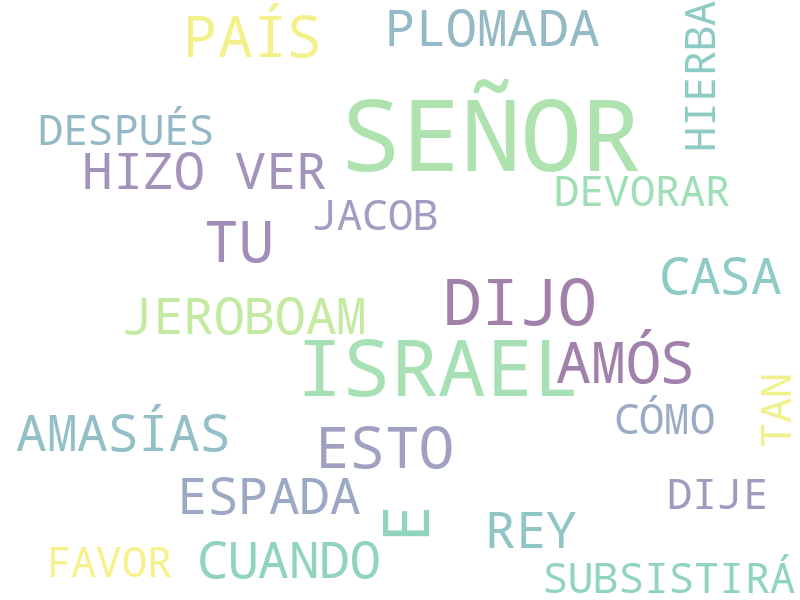 PAÍS
PLOMADA
HIERBA
SEÑOR
DESPUÉS
HIZO VER
DEVORAR
JACOB
TU
CASA
DIJO
JEROBOAM
ISRAEL
AMÓS
TAN
CÓMO
AMASÍAS
ESTO
ESPADA
DIJE
E
REY
FAVOR
CUANDO
SUBSISTIRÁ